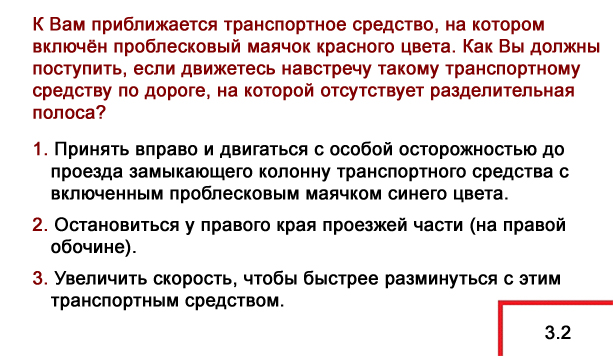 К Вам приближается транспортное средство, на котором
включён проблесковый маячок красного цвета. Как Вы должны
поступить, если движетесь навстречу такому транспортному
средству по дороге, на которой отсутствует разделительная
полоса?
1. Принять вправо и двигаться с особой осторожностью до
проезда замыкающего колонну транспортного средства с
включенным проблесковым маячком синего цвета.
2. Остановиться у правого края проезжей части (на правой
обочине).
3. Увеличить скорость, чтобы быстрее разминуться с этим
транспортным средством.
3.2